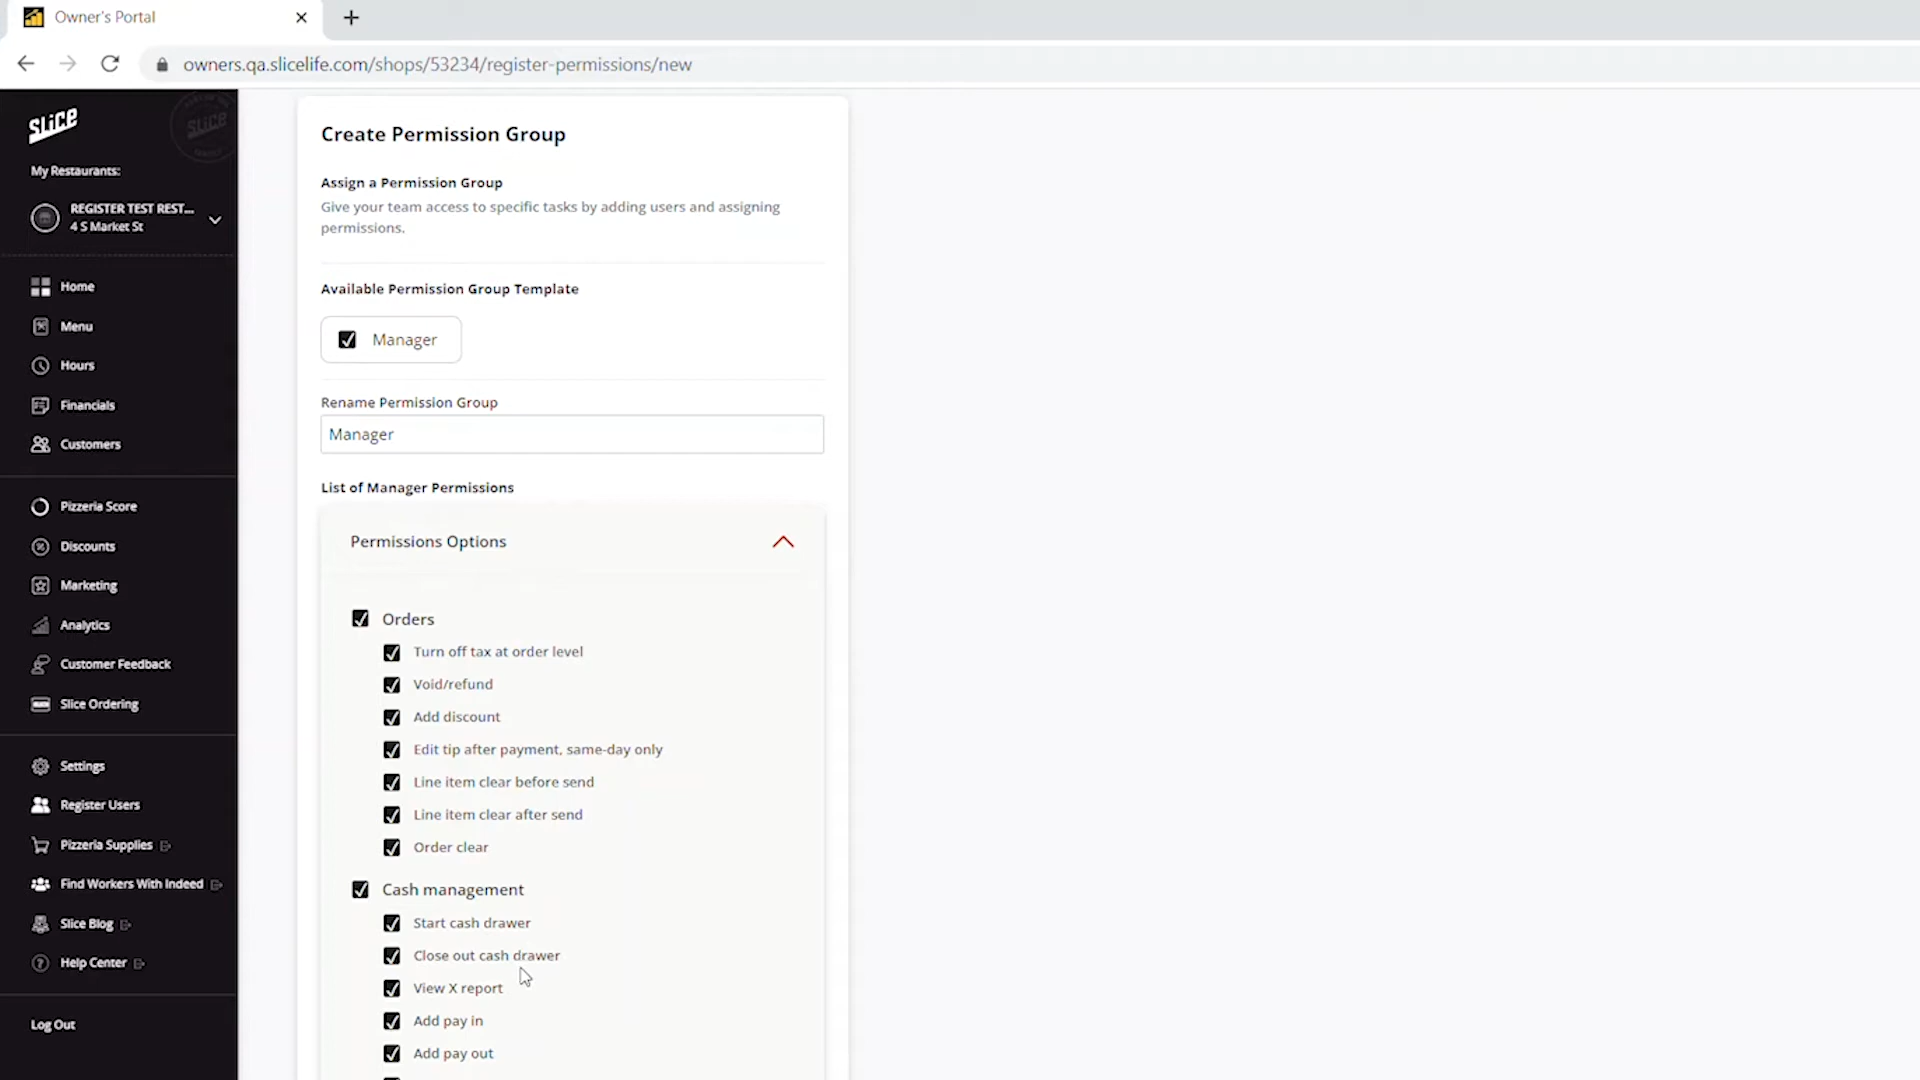 Owner's Portal
owners.qa.slicelife.com/shops/53234/register-permissions/new
SLICE
SLICE
My Restaurants:
REGISTER TEST REST...
4 S Market St
Home
Menu
Hours
Financials
Customers
Pizzeria Score
Discounts
Marketing
Analytics
Customer Feedback
Slice Ordering
Settings
Register Users
Pizzeria Supplies
Find Workers With Indeed
Slice Blog
Help Center
Log Out
Create Permission Group
Assign a Permission Group
Give your team access to specific tasks by adding users and assigning
permissions.
Available Permission Group Template
Manager
Rename Permission Group
Manager
List of Manager Permissions
Permissions Options
Orders
Turn off tax at order level
Void/refund
Add discount
Edit tip after payment, same-day only
Line item clear before send
Line item clear after send
Order clear
Cash management
Start cash drawer
Close out cash drawer
View X report
Add pay in
Add pay out